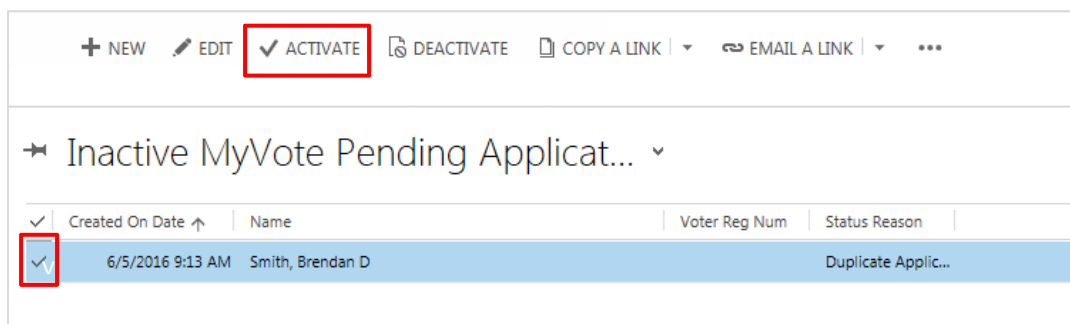 NEW EDIT ACTIVATE DEACTIVATE COPY A LINK EMAIL A LINK
Inactive MyVote Pending Applicat...
Created On Date Name Voter Reg Num Status Reason
6/5/2016 9:13 AM Smith, Brendan D Duplicate Applic...